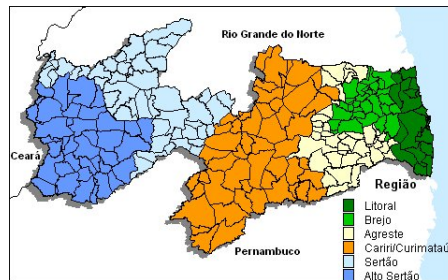 Rio Grande do Norte
Ceará
Pernambuco
Região
Litoral
Brejo
Agreste
Cariri/Curimataú
Sertão
Alto Sertão